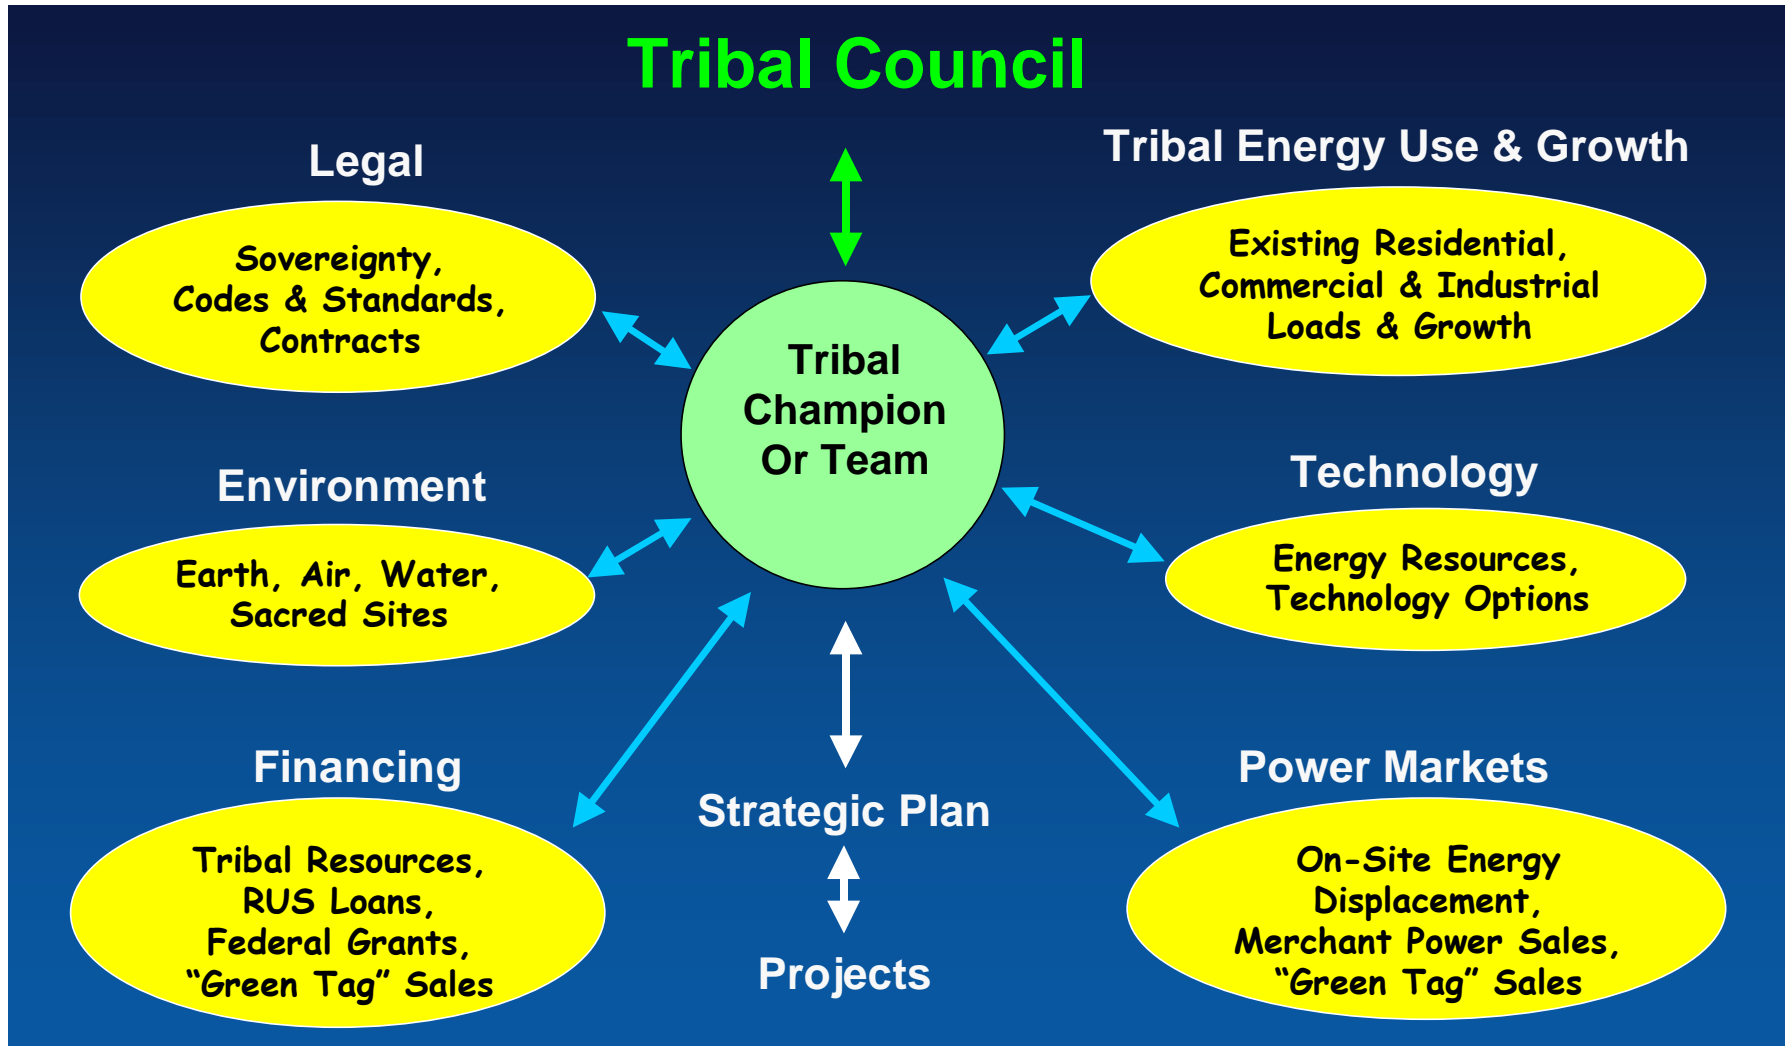 Tribal Council
Legal
Sovereignty,
Codes & Standards,
Contracts
Tribal Energy Use & Growth
Existing Residential,
Commercial & Industrial
Loads & Growth
Tribal
Champion
Or Team
Environment
Earth, Air, Water,
Sacred Sites
Technology
Energy Resources,
Technology Options
Financing
Tribal Resources,
RUS Loans,
Federal Grants,
“Green Tag” Sales
Strategic Plan
Projects
Power Markets
On-Site Energy
Displacement,
Merchant Power Sales,
“Green Tag” Sales